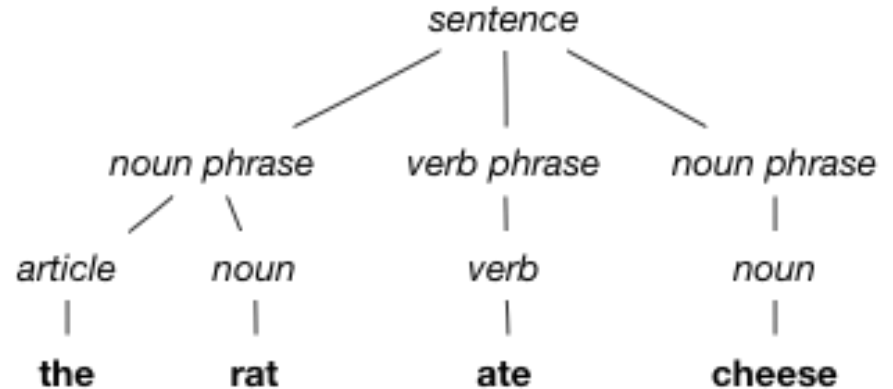 sentence
noun phrase verb phrase noun phrase
article noun verb noun
the rat ate cheese